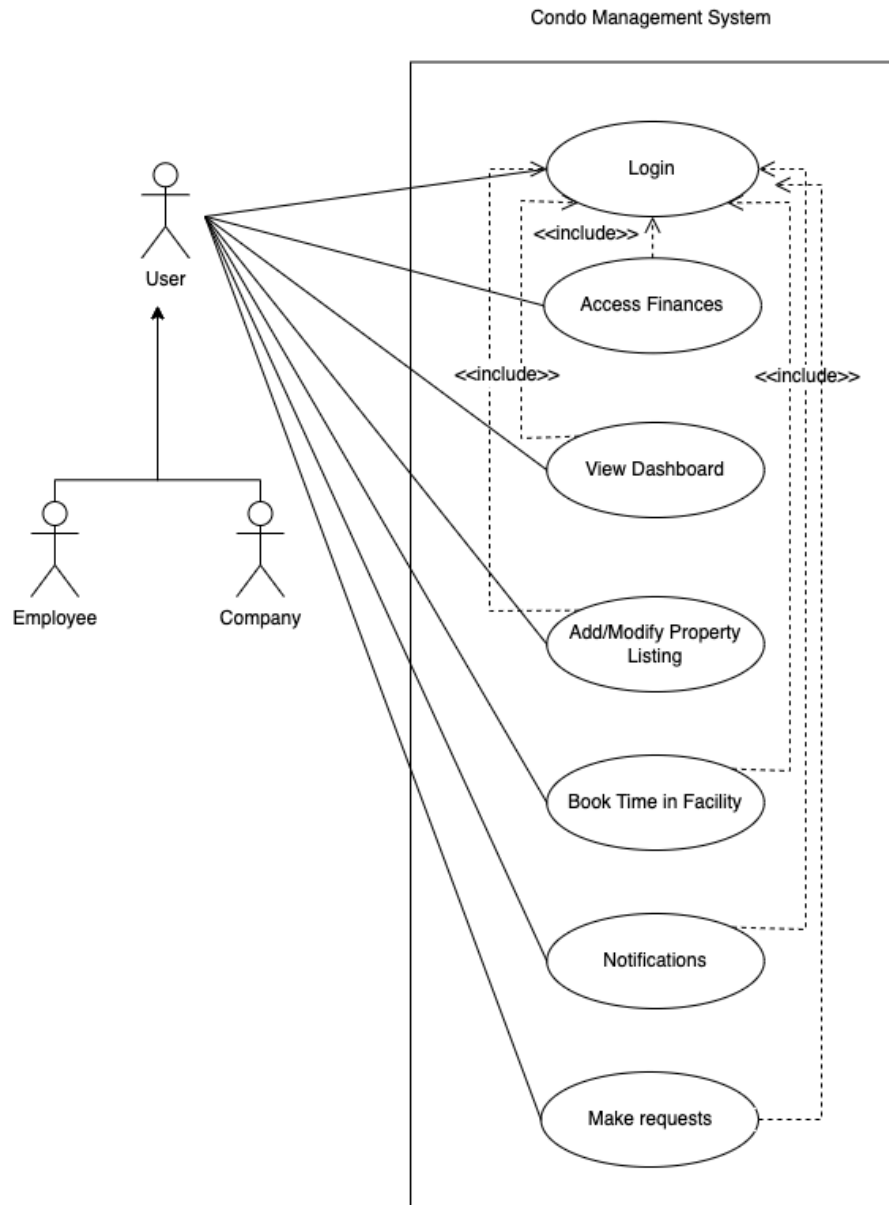 Condo Management System
Login
<<include>>
User
Access Finances
<<include>>
<<include>>
View Dashboard
Employee
Company
Add/Modify Property
Listing
Book Time in Facility
Notifications
Make requests